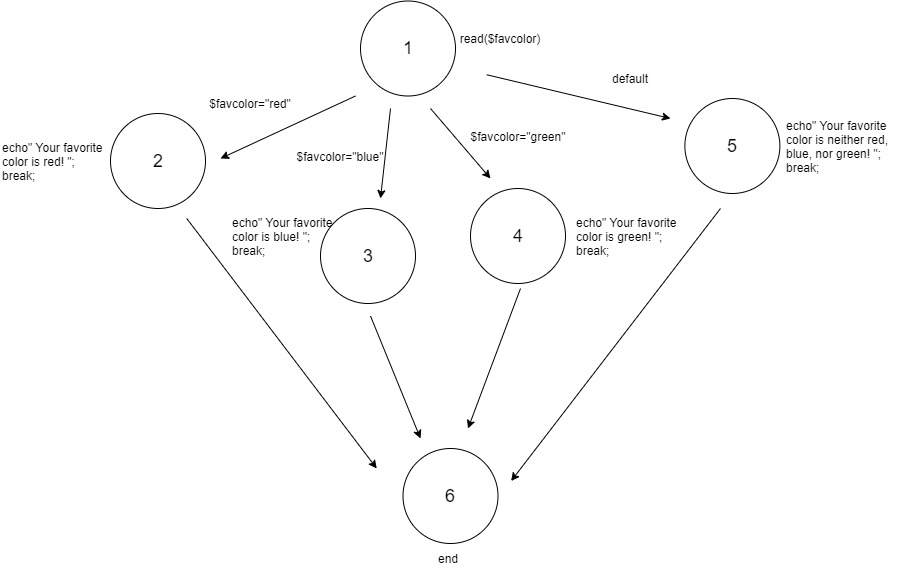 1
read($favcolor)
default
$favcolor="red"
$favcolor="green"
echo" Your favorite
color is neither red,
blue, nor green! ";
break;
5
echo" Your favorite
color is red! ";
break;
2
$favcolor="blue"
echo" Your favorite
color is blue! ";
break;
3
4
echo" Your favorite
color is green! ";
break;
6
end